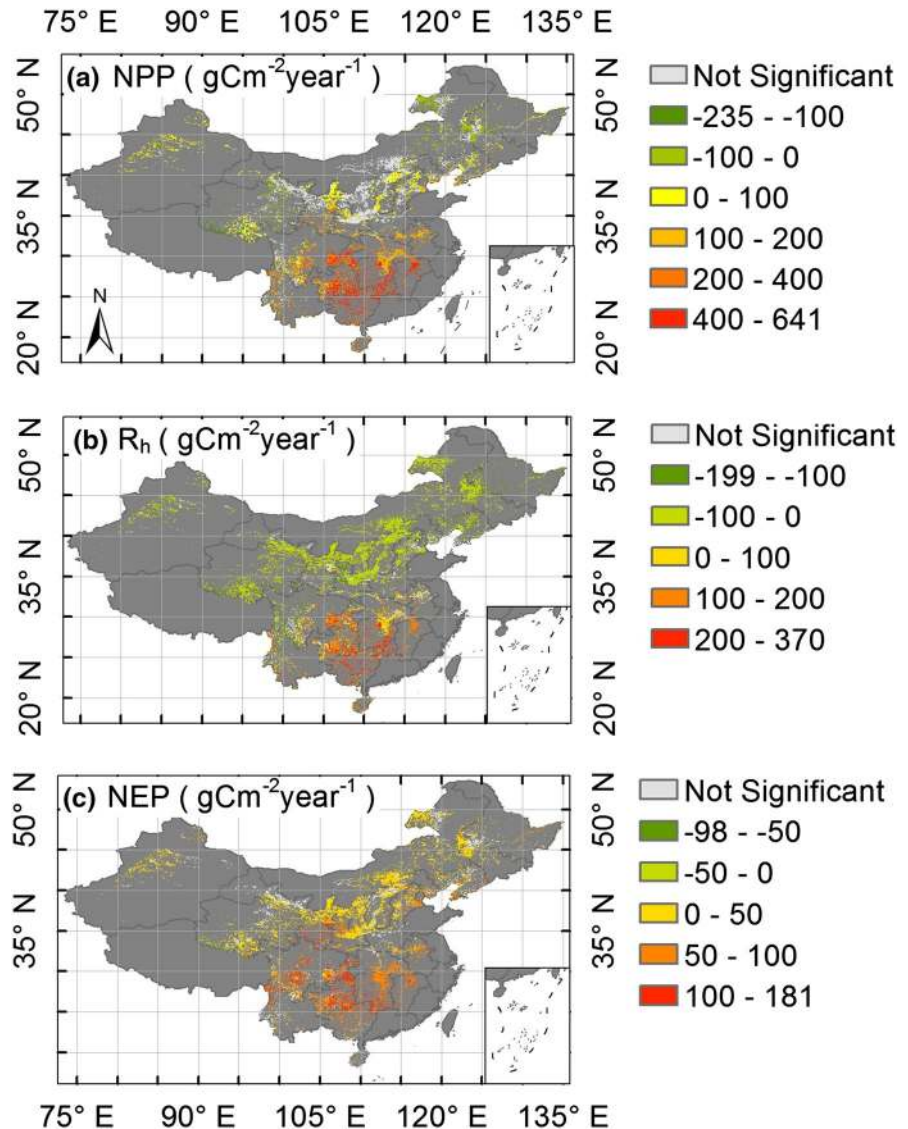 75° E 90° E 105° E 120° E 135° E
(a) NPP ( gCm-2year-1)
50° N
35° N
20° N
50° N
35° N
20° N
N
Not Significant
-235 - -100
-100 - 0
0 - 100
100 - 200
200 - 400
400 - 641
(b) Rh ( gCm-2year-1)
50° N
35° N
20° N
50° N
35° N
20° N
Not Significant
-199 - -100
-100 - 0
0 - 100
100 - 200
200 - 370
(c) NEP ( gCm-2year-1)
50° N
35° N
50° N
35° N
Not Significant
-98 - -50
-50 - 0
0 - 50
50 - 100
100 - 181
75° E 90° E 105° E 120° E 135° E